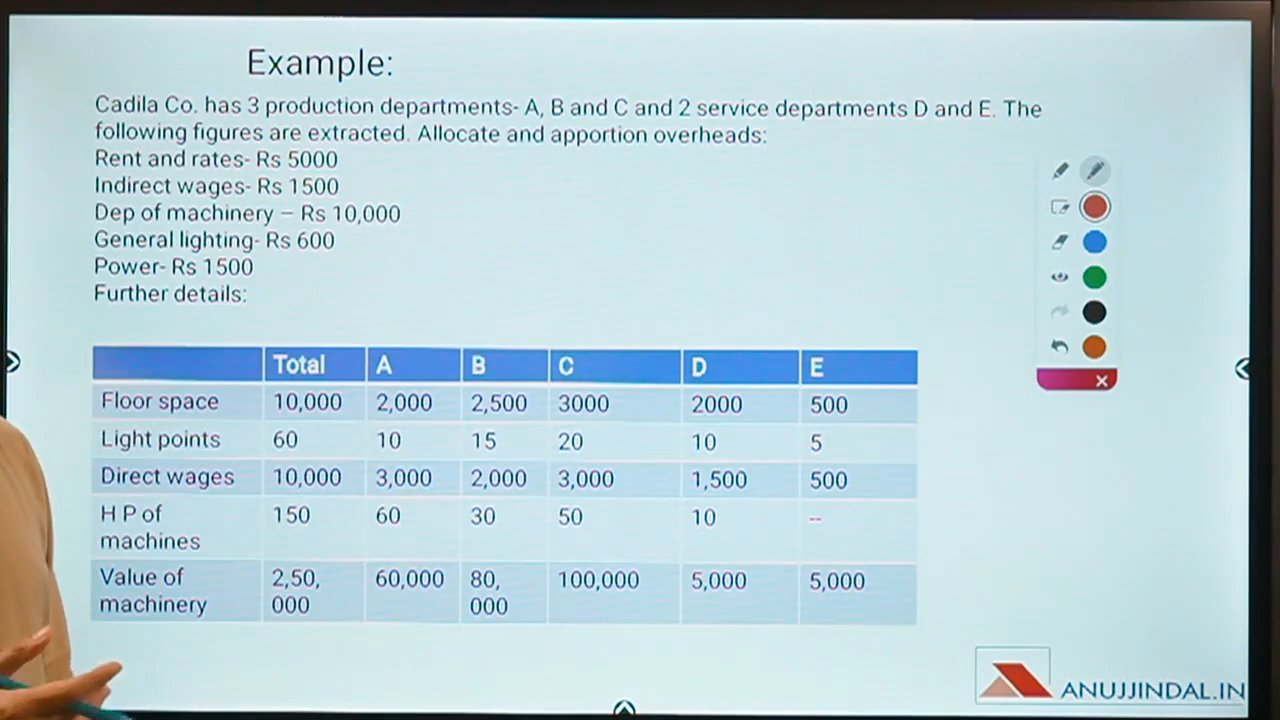 Example:
Cadila Co. has 3 production departments- A, B and C and 2 service departments D and E. The
following figures are extracted. Allocate and apportion overheads:
Rent and rates- Rs 5000
Indirect wages- Rs 1500
Dep of machinery – Rs 10,000
General lighting- Rs 600
Power- Rs 1500
Further details:
Total A B C D E
Floor space 10,000 2,000 2,500 3000 2000 500
Light points 60 10 15 20 10 5
Direct wages 10,000 3,000 2,000 3,000 1,500 500
H P of 150 60 30 50 10 --
machines
Value of 2,50, 60,000 80, 100,000 5,000 5,000
machinery 000 000
ANUJJINDAL.IN